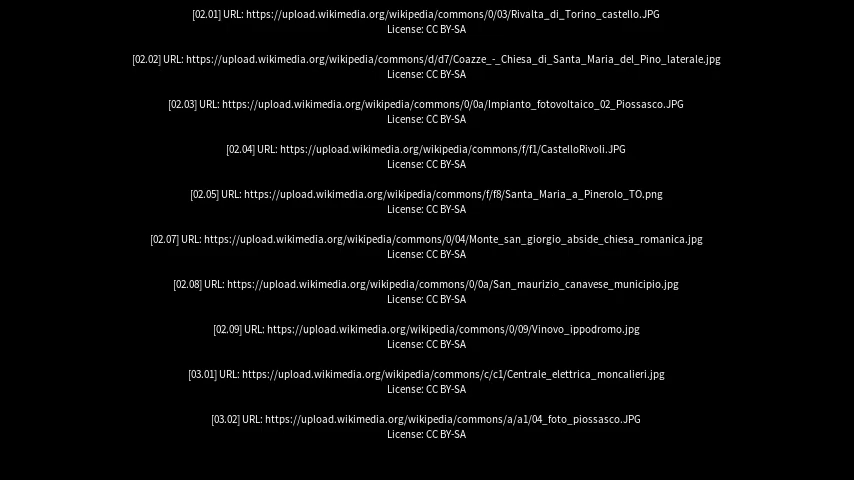 [02.01] URL: https://upload.wikimedia.org/wikipedia/commons/0/03/Rivalta_di_Torino_castello.JPG
License: CC BY-SA
[02.02] URL: https://upload.wikimedia.org/wikipedia/commons/d/d7/Coazze_-_Chiesa_di_Santa_Maria_del_Pino_laterale.jpg
License: CC BY-SA
[02.03] URL: https://upload.wikimedia.org/wikipedia/commons/0/0a/Impianto_fotovoltaico_02_Piossasco.JPG
License: CC BY-SA
[02.04] URL: https://upload.wikimedia.org/wikipedia/commons/f/f1/CastelloRivoli.JPG
License: CC BY-SA
[02.05] URL: https://upload.wikimedia.org/wikipedia/commons/f/f8/Santa_Maria_a_Pinerolo_TO.png
License: CC BY-SA
[02.07] URL: https://upload.wikimedia.org/wikipedia/commons/0/04/Monte_san_giorgio_abside_chiesa_romanica.jpg
License: CC BY-SA
[02.08] URL: https://upload.wikimedia.org/wikipedia/commons/0/0a/San_maurizio_canavese_municipio.jpg
License: CC BY-SA
[02.09] URL: https://upload.wikimedia.org/wikipedia/commons/0/09/Vinovo_ippodromo.jpg
License: CC BY-SA
[03.01] URL: https://upload.wikimedia.org/wikipedia/commons/c/c1/Centrale_elettrica_moncalieri.jpg
License: CC BY-SA
[03.02] URL: https://upload.wikimedia.org/wikipedia/commons/a/a1/04_foto_piossasco.JPG
License: CC BY-SA